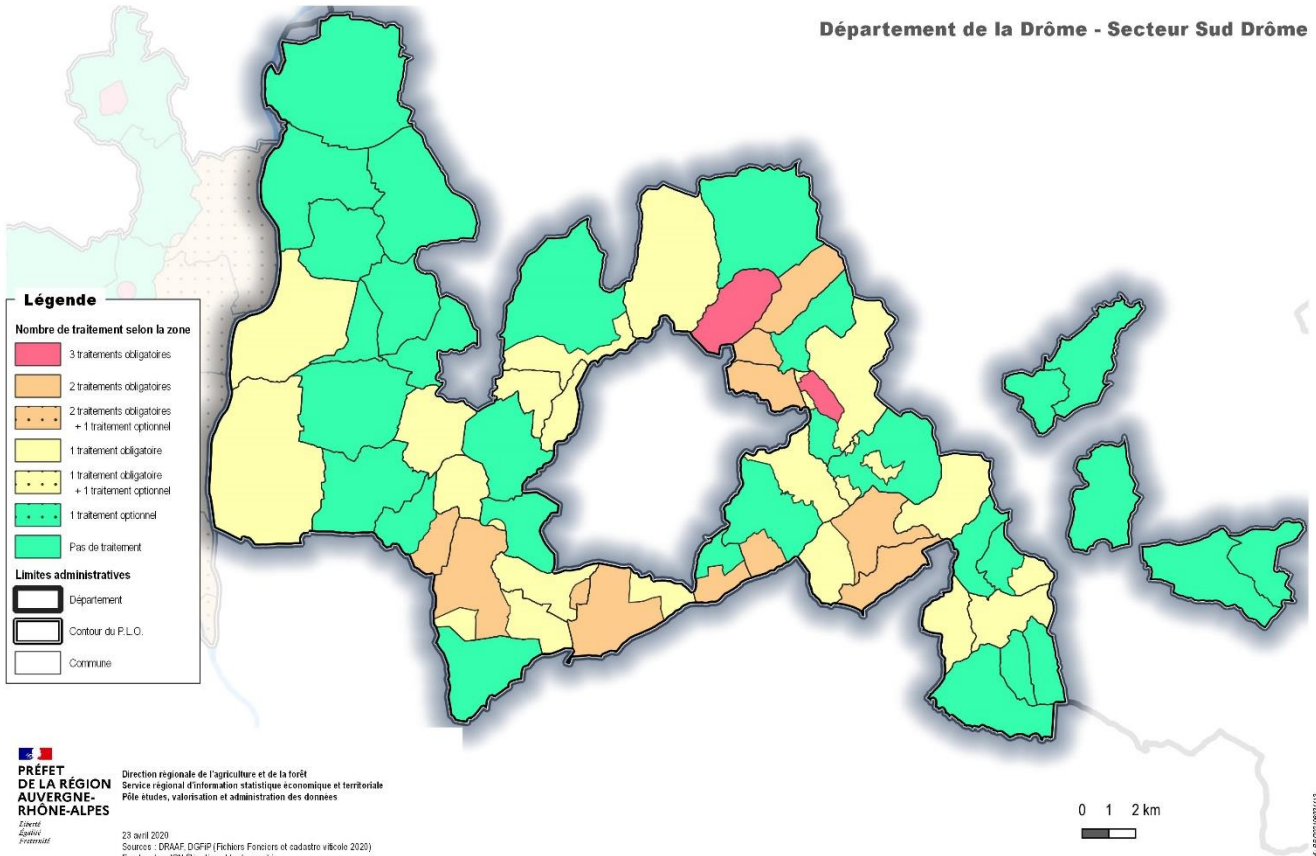 Département de la Drôme - Secteur Sud Drôme
Légende
Nombre de traitement selon la zone
3 traitements obligatoires
2 traitements obligatoires
2 traitements obligatoires
+ 1 traitement optionnel
1 traitement obligatoire
1 traitement obligatoire
+ 1 traitement optionnel
1 traitement optionnel
Pas de traitement
Limites administratives
Département
Contour du P.L.O.
Commune
PRÉFET
DE LA RÉGION
AUVERGNE-
RHÔNE-ALPES
Liberté
Égalité
Fraternité
Direction régionale de l'agriculture et de la forêt
Service régional d'information statistique économique et territoriale
Pôle études, valorisation et administration des données
23 avril 2020
Sources : DRAAF, DGFiP (Fichiers Fonciers et cadastre viticole 2020)
0 1 2 km